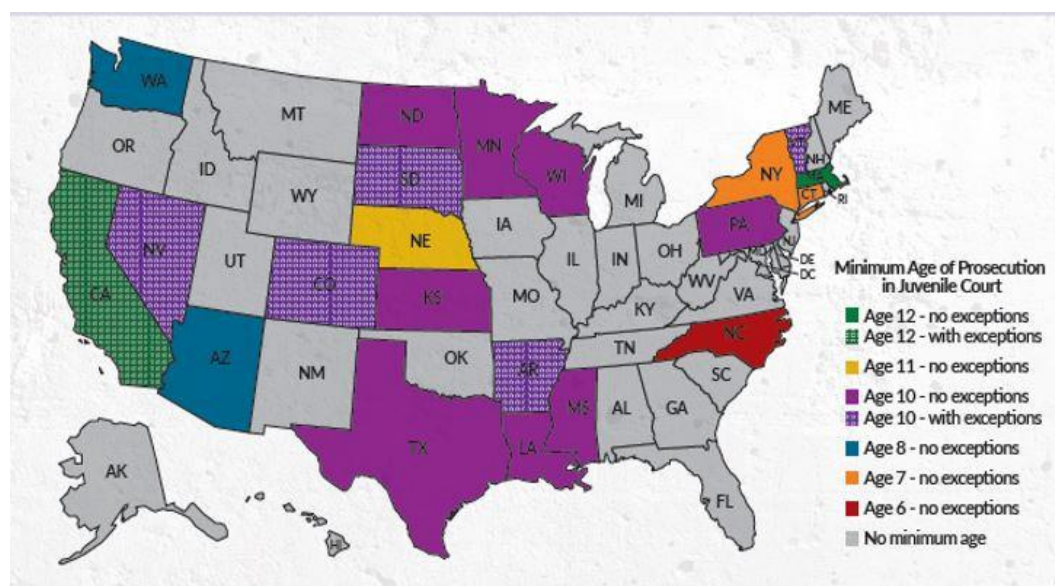 WA
MT
ND
MN
ME
OR
ID
SD
WI
NY
NH
WY
MI
CT
RI
NE
IA
PA
NV
UT
CO
IL
IN
OH
NJ
DE
DC
CA
KS
MO
WV
VA
KY
AZ
NM
OK
AR
TN
NC
SC
TX
LA
MS
AL
GA
FL
AK
HI
Minimum Age of Prosecution
in Juvenile Court
Age 12 - no exceptions
Age 12 - with exceptions
Age 11 - no exceptions
Age 10 - no exceptions
Age 10 - with exceptions
Age 8 - no exceptions
Age 7 - no exceptions
Age 6 - no exceptions
No minimum age